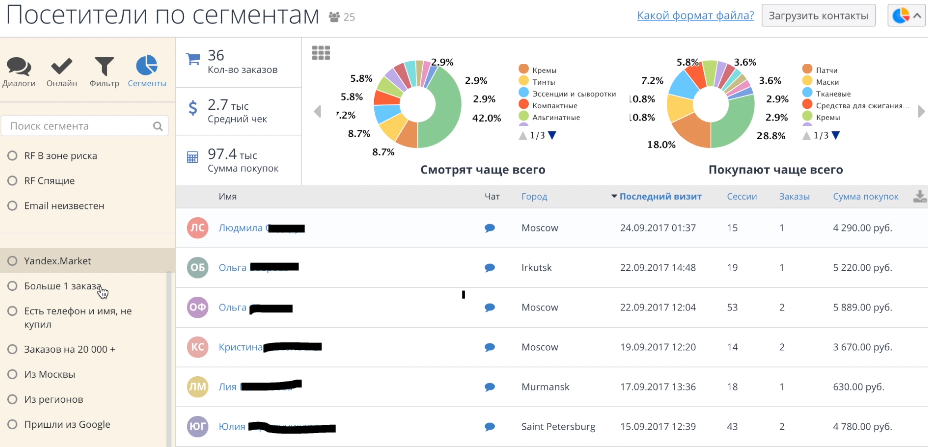 Посетители по сегментам 25
Какой формат файла? Загрузить контакты
Диалоги Онлайн Фильтр Сегменты
Поиск сегмента
RF В зоне риска
RF Спящие
Email неизвестен
Yandex.Market
Больше 1 заказа
Есть телефон и имя, не
купил
Заказов на 20 000 +
Из Москвы
Из регионов
Пришли из Google
36
Кол-во заказов
2.7 тыс
Средний чек
97.4 тыс
Сумма покупок
2.9%
5.8%
2.9%
5.8%
2.9%
7.2%
42.0%
8.7%
8.7%
Кремы
Тинты
Эссенции и сыворотки
Компактные
Альгинатные
1/3
Смотрят чаще всего
5.8%
3.6%
7.2%
3.6%
10.8%
2.9%
10.8%
2.9%
18.0%
28.8%
Патчи
Маски
Тканевые
Средства для сжигания...
Кремы
1/3
Покупают чаще всего
Имя Чат Город Последний визит Сессии Заказы Сумма покупок
ЛС Людмила Moscow 24.09.2017 01:37 15 1 4 290.00 руб.
ОБ Ольга Irkutsk 22.09.2017 14:48 19 1 5 220.00 руб.
ОФ Ольга Moscow 22.09.2017 12:04 53 2 5 889.00 руб.
КС Кристина Moscow 19.09.2017 12:20 14 2 3 670.00 руб.
ЛМ Лия Murmansk 17.09.2017 13:36 18 1 630.00 руб.
ЮГ Юлия Saint Petersburg 15.09.2017 12:39 43 2 4 780.00 руб.